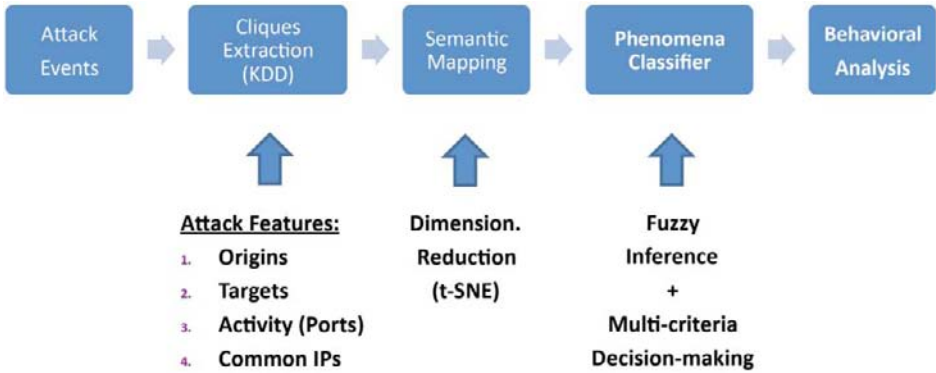 Attack
Events
Cliques
Extraction
(KDD)
Semantic
Mapping
Phenomena
Classifier
Behavioral
Analysis
Attack Features:
1. Origins
2. Targets
3. Activity (Ports)
4. Common IPs
Dimension.
Reduction
(t-SNE)
Fuzzy
Inference
+
Multi-criteria
Decision-making